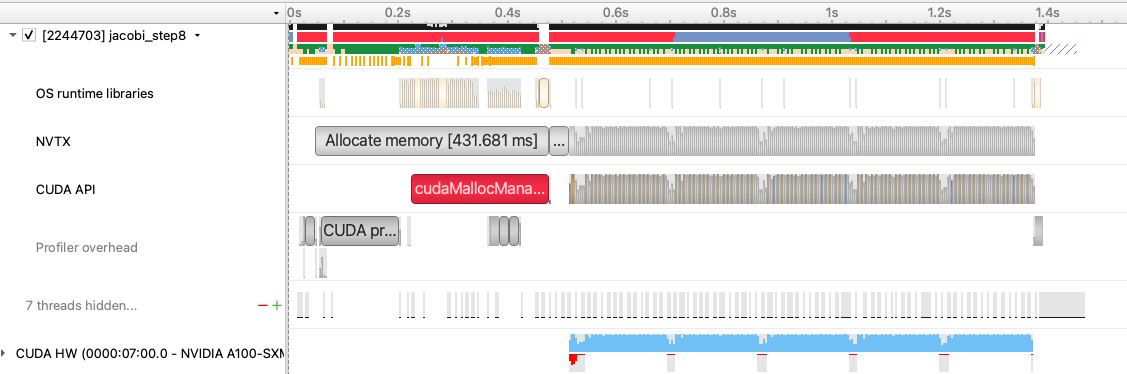 0s 0.2s 0.4s 0.6s 0.8s 1s 1.2s 1.4s
[2244703] jacobi_step8
OS runtime libraries
NVTX Allocate memory [431.681 ms] ...
CUDA API cudaMallocMana...
Profiler overhead CUDA pr...
7 threads hidden... − +
CUDA HW (0000:07:00.0 - NVIDIA A100-SXM